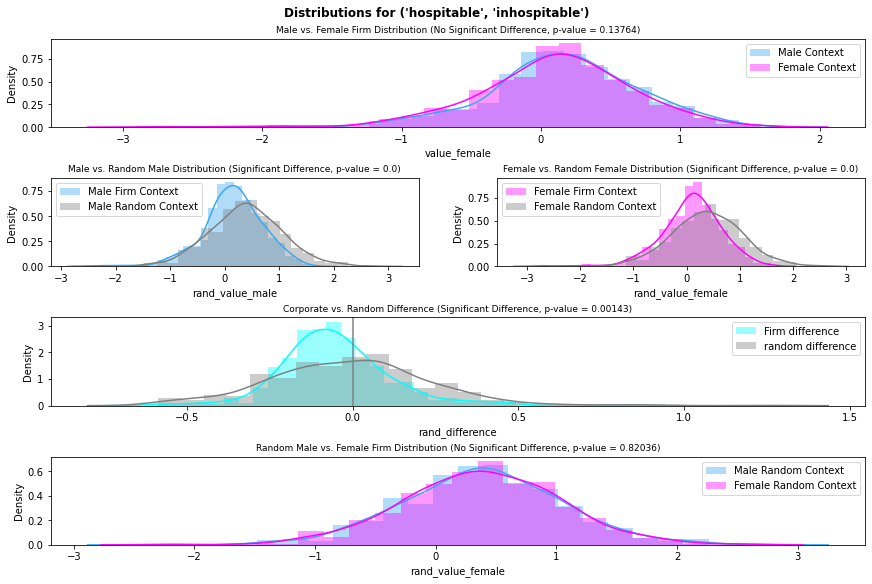 Distributions for ('hospitable', 'inhospitable')
Male vs. Female Firm Distribution (No Significant Difference, p-value = 0.13764)
Density
0.75
0.50
0.25
0.00
Male Context
Female Context
−3 −2 −1 0 1 2
value_female
Male vs. Random Male Distribution (Significant Difference, p-value = 0.0)
Density
0.75
0.50
0.25
0.00
Male Firm Context
Male Random Context
−3 −2 −1 0 1 2 3
rand_value_male
Female vs. Random Female Distribution (Significant Difference, p-value = 0.0)
Density
0.75
0.50
0.25
0.00
Female Firm Context
Female Random Context
−3 −2 −1 0 1 2 3
rand_value_female
Corporate vs. Random Difference (Significant Difference, p-value = 0.00143)
Density
3
2
1
0
Firm difference
random difference
−0.5 0.0 0.5 1.0 1.5
rand_difference
Random Male vs. Female Firm Distribution (No Significant Difference, p-value = 0.82036)
Density
0.6
0.4
0.2
0.0
Male Random Context
Female Random Context
−3 −2 −1 0 1 2 3
rand_value_female